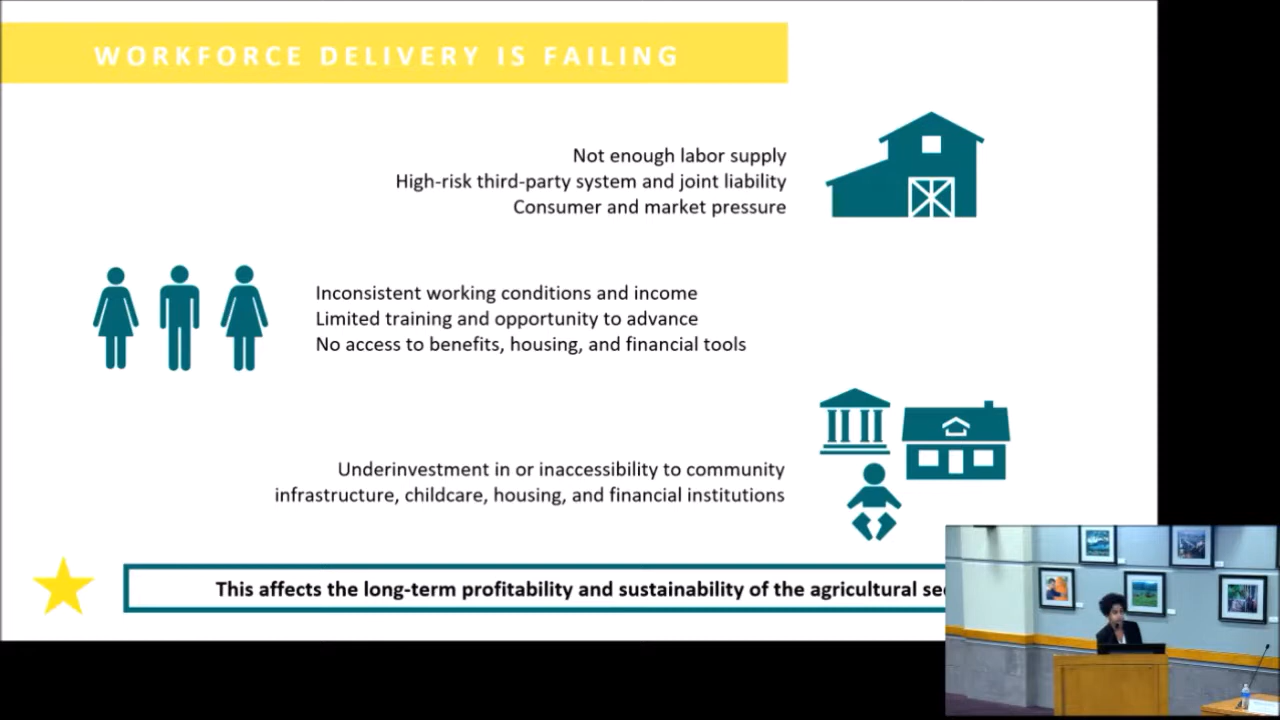 WORKFORCE DELIVERY IS FAILING
Not enough labor supply
High-risk third-party system and joint liability
Consumer and market pressure
Inconsistent working conditions and income
Limited training and opportunity to advance
No access to benefits, housing, and financial tools
Underinvestment in or inaccessibility to community
infrastructure, childcare, housing, and financial institutions
This affects the long-term profitability and sustainability of the agricultural